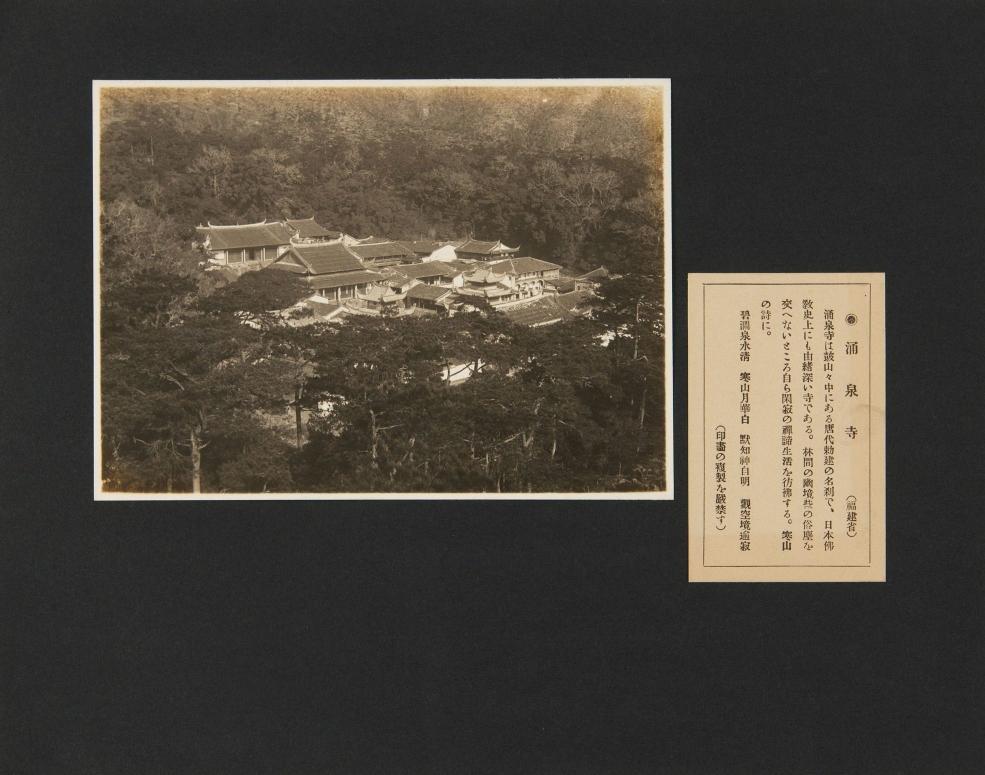 涌泉寺 （福建省）
涌泉寺は鼓山々中にある唐代勅建の名刹で、日本佛
教史上にも由緒深い寺である。林間の幽境些の俗塵を
交へないところ自ら閑寂の禪諦生活を彷彿する。寒山
の詩に。
碧澗泉水清 寒山月華白 默知神自明 觀空境逾寂
（印畫の複製を嚴禁す）